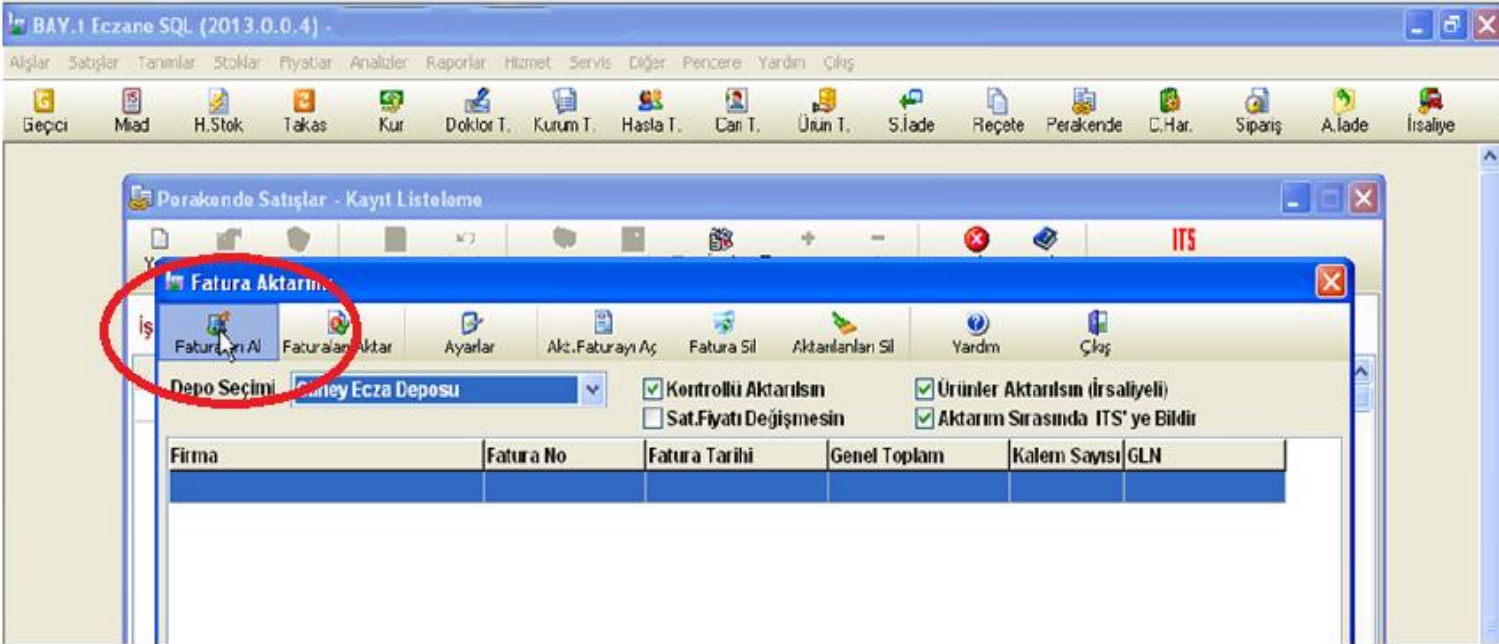 BAY.t Eczane SQL (2013.0.0.4) -
Alışlar Satışlar Tanımlar Stoklar Fiyatlar Analizler Raporlar Hizmet Servis Diğer Pencere Yardım Çıkış
Geçici Miad H.Stok Takas Kur Doktor T. Kurum T. Hasta T. Cari T. Ürün T. S.İade Reçete Perakende C.Har. Sipariş A.İade İrsaliye
Perakende Satışlar - Kayıt Listeleme
ITS
Fatura Aktarımı
Faturaları Al Faturaları Aktar Ayarlar Akt.Faturayı Aç Fatura Sil Aktarılanları Sil Yardım Çıkış
Depo Seçimi Güney Ecza Deposu Kontrollü Aktarılsın Ürünler Aktarılsın (İrsaliyeli)
Sat.Fiyatı Değişmesin Aktarım Sırasında ITS' ye Bildir
Firma Fatura No Fatura Tarihi Genel Toplam Kalem Sayısı GLN